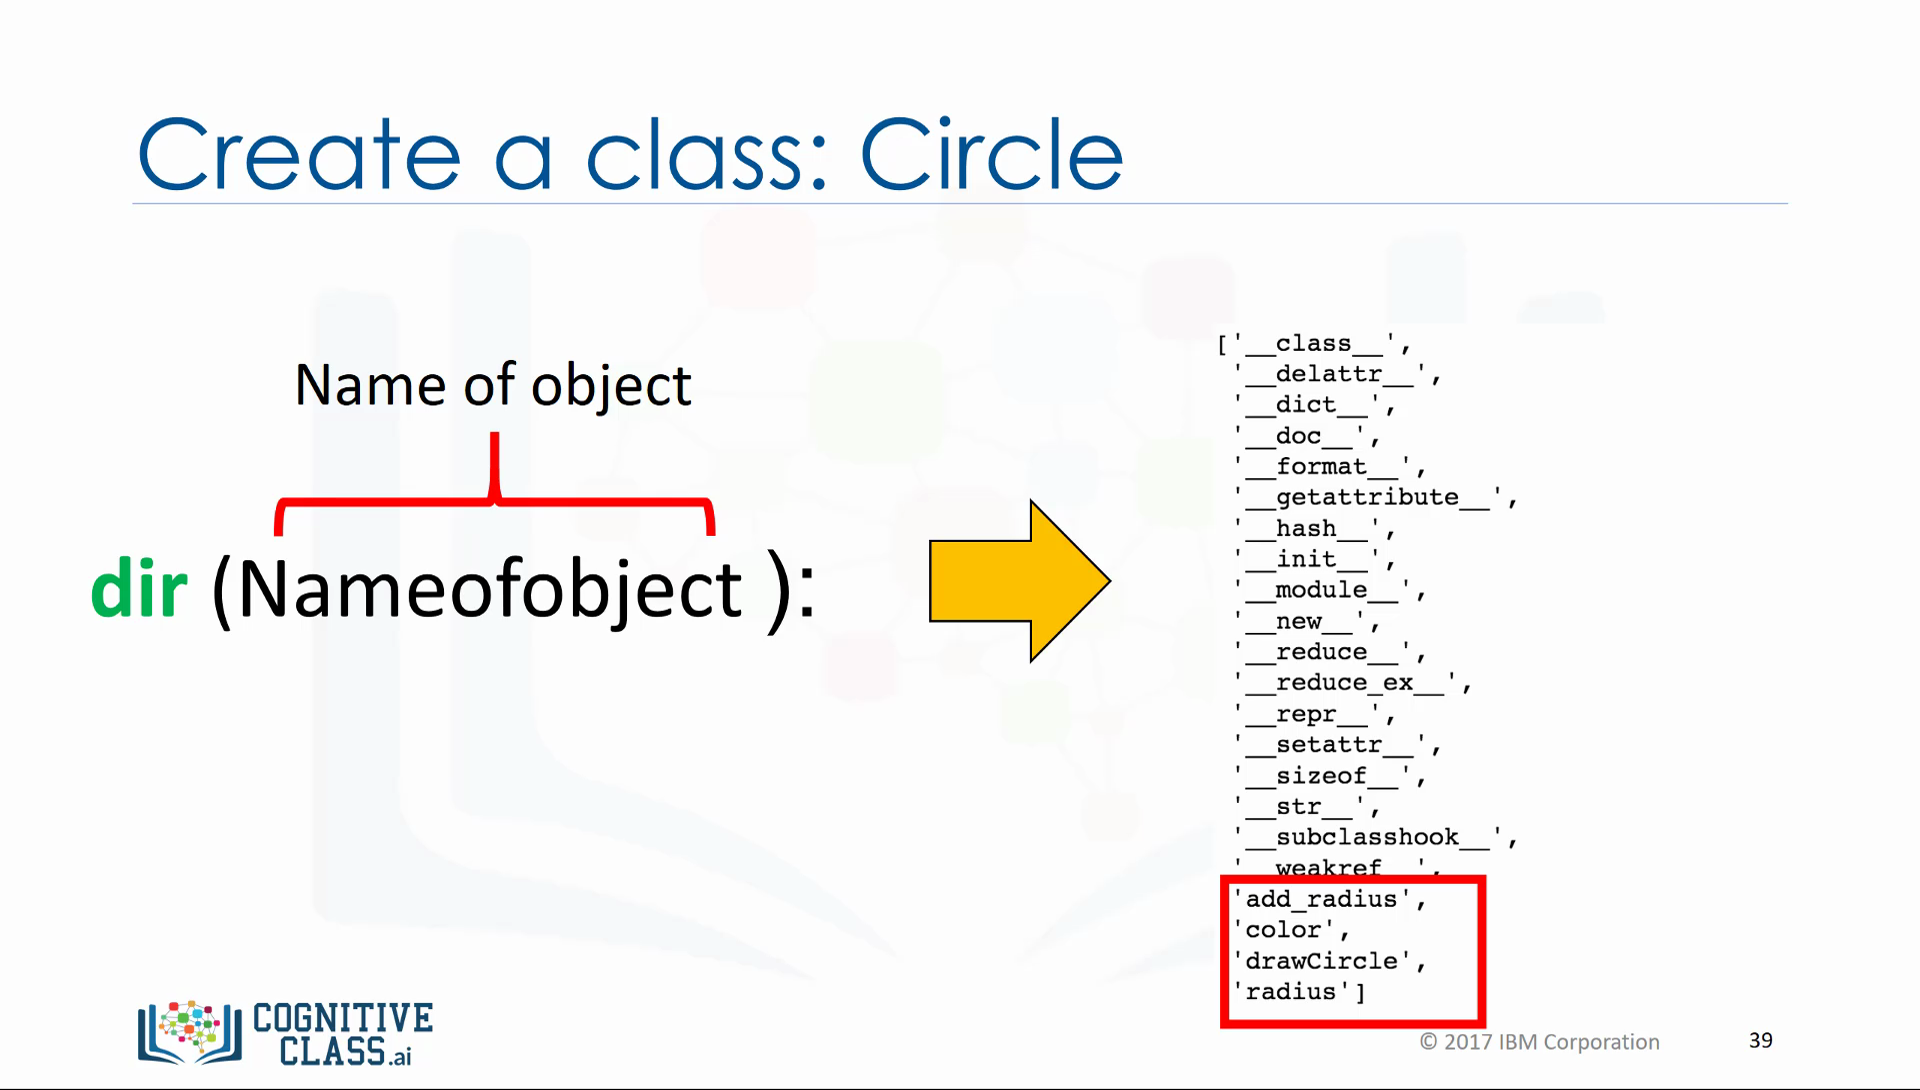 Create a class: Circle
Name of object
dir (Nameofobject ):
['__class__',
'__delattr__',
'__dict__',
'__doc__',
'__format__',
'__getattribute__',
'__hash__',
'__init__',
'__module__',
'__new__',
'__reduce__',
'__reduce_ex__',
'__repr__',
'__setattr__',
'__sizeof__',
'__str__',
'__subclasshook__',
'__weakref__',
'add_radius',
'color',
'drawCircle',
'radius']
COGNITIVE
CLASS.ai
© 2017 IBM Corporation
39